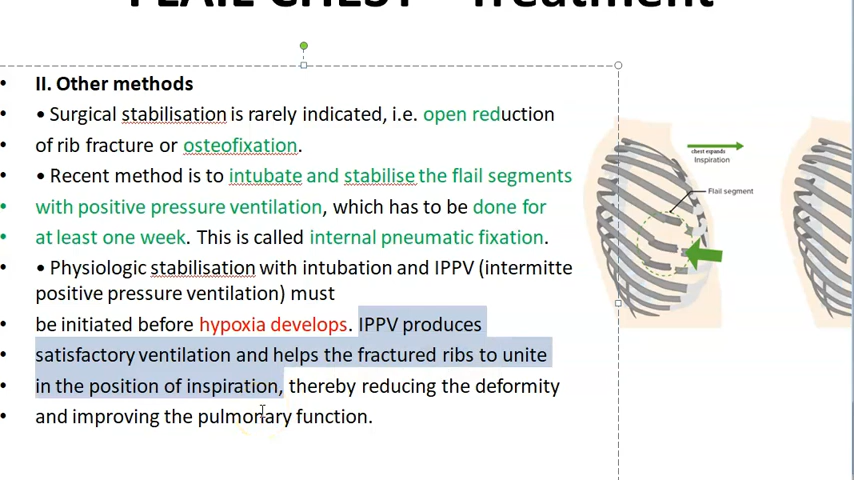 FLAIL CHEST – Treatment
II. Other methods
• Surgical stabilisation is rarely indicated, i.e. open reduction
of rib fracture or osteofixation.
• Recent method is to intubate and stabilise the flail segments
with positive pressure ventilation, which has to be done for
at least one week. This is called internal pneumatic fixation.
• Physiologic stabilisation with intubation and IPPV (intermitte
positive pressure ventilation) must
be initiated before hypoxia develops. IPPV produces
satisfactory ventilation and helps the fractured ribs to unite
in the position of inspiration, thereby reducing the deformity
and improving the pulmonary function.
chest expands
Inspiration
Flail segment